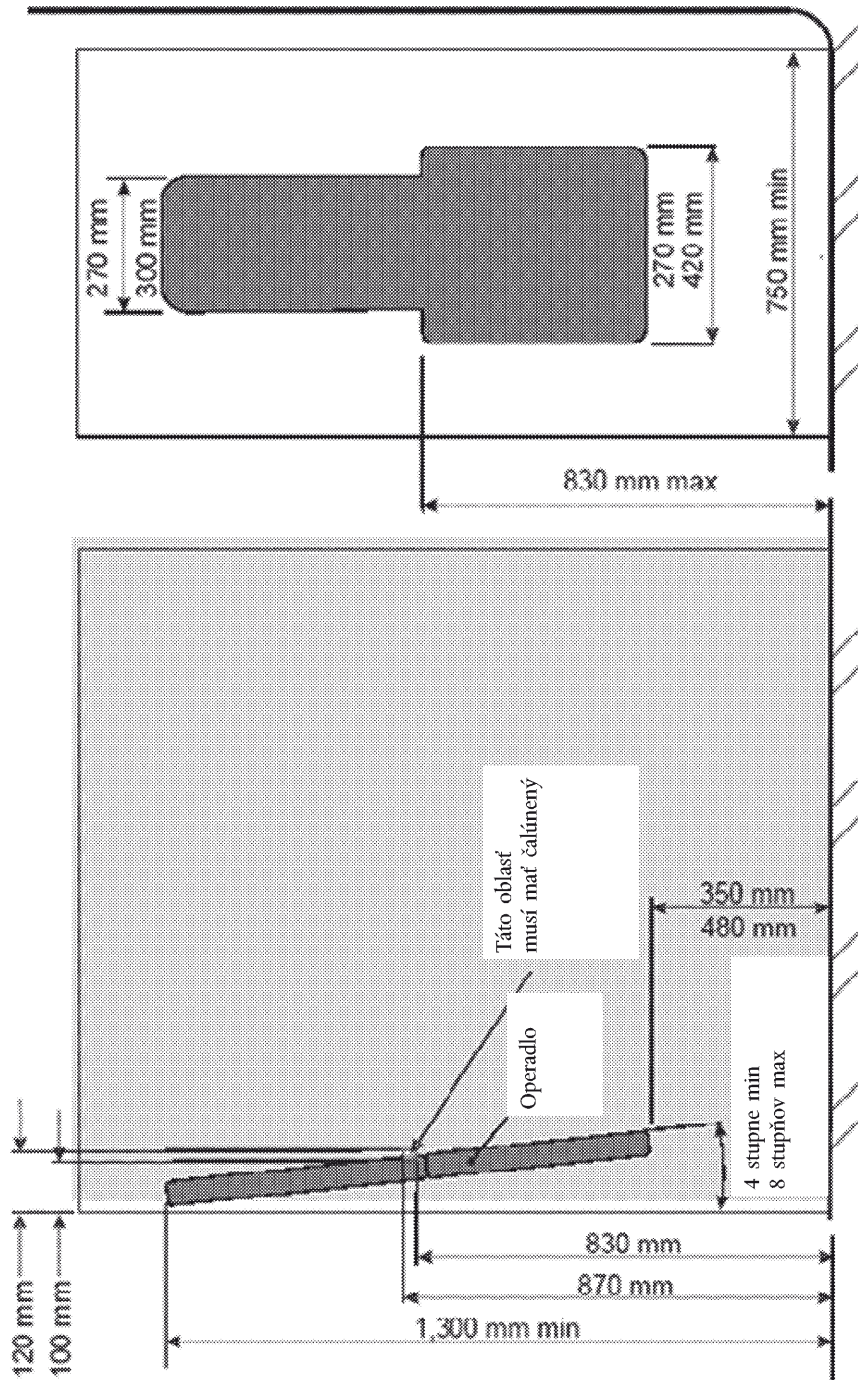 270 mm
300 mm
270 mm
420 mm
750 mm min
830 mm max
Táto oblasť
musí mať čalúnený
Operadlo
350 mm
480 mm
4 stupne min
8 stupňov max
120 mm
100 mm
830 mm
870 mm
1,300 mm min